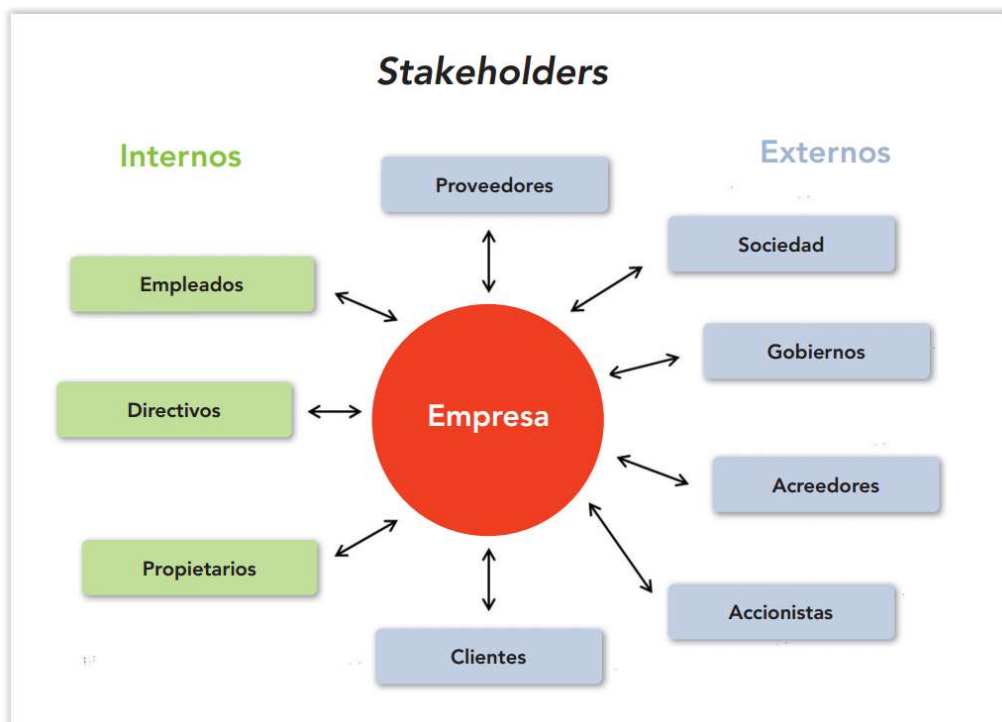 Stakeholders
Internos
Externos
Proveedores
Sociedad
Empleados
Gobiernos
Directivos
Empresa
Acreedores
Propietarios
Accionistas
Clientes